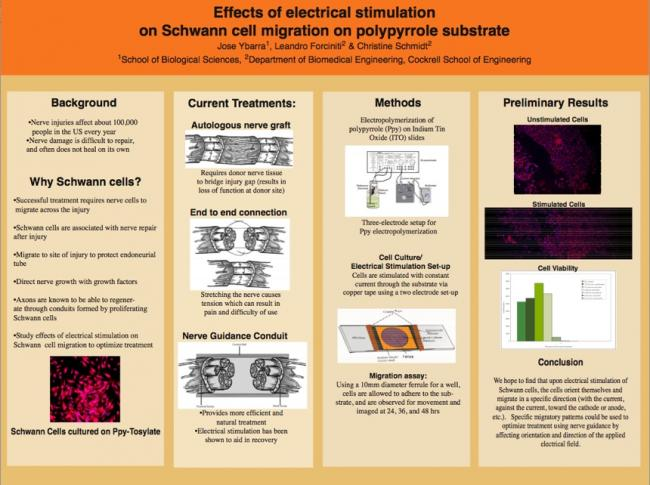 Effects of electrical stimulation
on Schwann cell migration on polypyrrole substrate
Jose Ybarra1, Leandro Forciniti2 & Christine Schmidt2
1School of Biological Sciences, 2Department of Biomedical Engineering, Cockrell School of Engineering
Background
•Nerve injuries affect about 100,000
people in the US every year
•Nerve damage is difficult to repair,
and often does not heal on its own
Why Schwann cells?
•Successful treatment requires nerve cells to
migrate across the injury
•Schwann cells are associated with nerve repair
after injury
•Migrate to site of injury to protect endoneurial
tube
•Direct nerve growth with growth factors
•Axons are known to be able to regener-
ate through conduits formed by proliferating
Schwann cells
•Study effects of electrical stimulation on
Schwann cell migration to optimize treatment
Schwann Cells cultured on Ppy-Tosylate
Current Treatments:
Autologous nerve graft
Requires donor nerve tissue
to bridge injury gap (results in
loss of function at donor site)
End to end connection
Stretching the nerve causes
tension which can result in
pain and difficulty of use
Nerve Guidance Conduit
•Provides more efficient and
natural treatment
•Electrical stimulation has been
shown to aid in recovery
Methods
Electropolymerization of
polypyrrole (Ppy) on Indium Tin
Oxide (ITO) slides
Three-electrode setup for
Ppy electropolymerization
Cell Culture/
Electrical Stimulation Set-up
Cells are stimulated with constant
current through the substrate via
copper tape using a two electrode set-up
Migration assay:
Using a 10mm diameter ferrule for a well,
cells are allowed to adhere to the sub-
strate, and are observed for movement and
imaged at 24, 36, and 48 hrs
Preliminary Results
Unstimulated Cells
Stimulated Cells
Cell Viability
Conclusion
We hope to find that upon electrical stimulation of
Schwann cells, the cells orient themselves and
migrate in a specific direction (with the current,
against the current, toward the cathode or anode,
etc.). Specific migratory patterns could be used to
optimize treatment using nerve guidance by
affecting orientation and direction of the applied
electrical field.